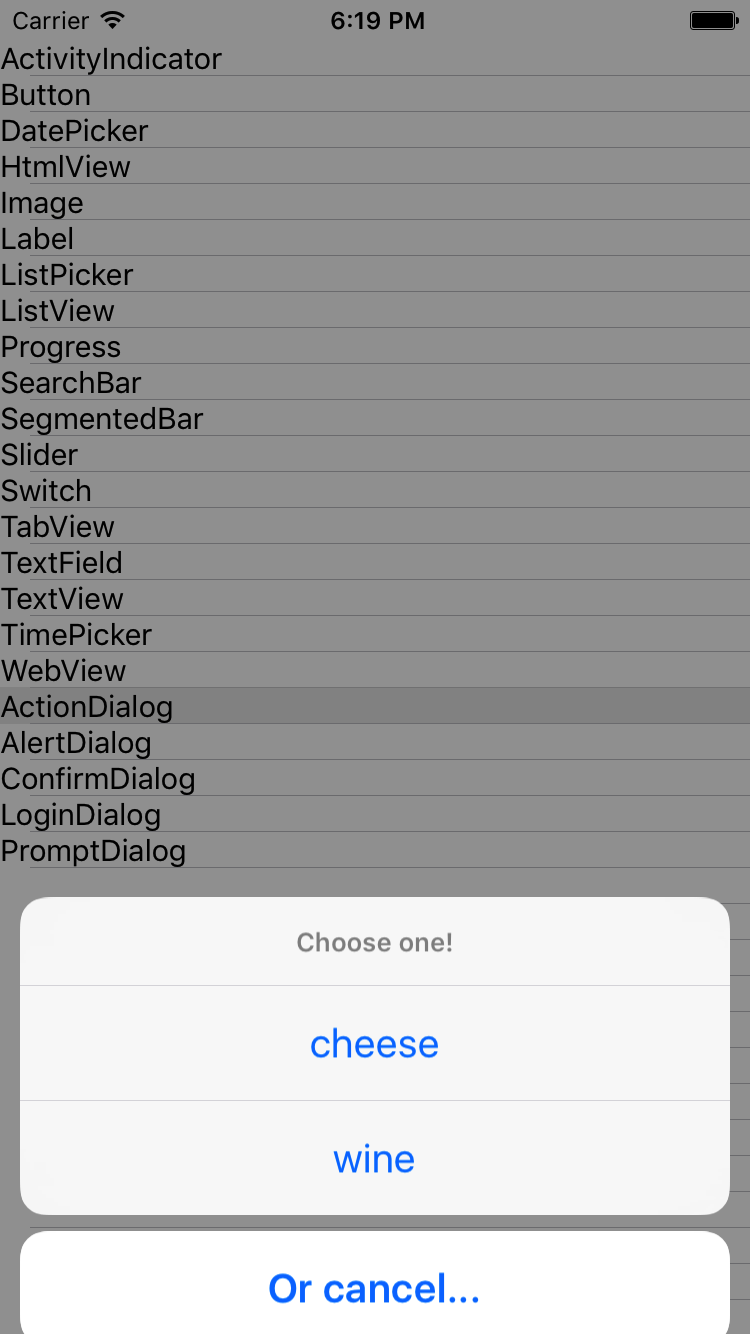 Carrier 6:19 PM
ActivityIndicator
Button
DatePicker
HtmlView
Image
Label
ListPicker
ListView
Progress
SearchBar
SegmentedBar
Slider
Switch
TabView
TextField
TextView
TimePicker
WebView
ActionDialog
AlertDialog
ConfirmDialog
LoginDialog
PromptDialog
Choose one!
cheese
wine
Or cancel...